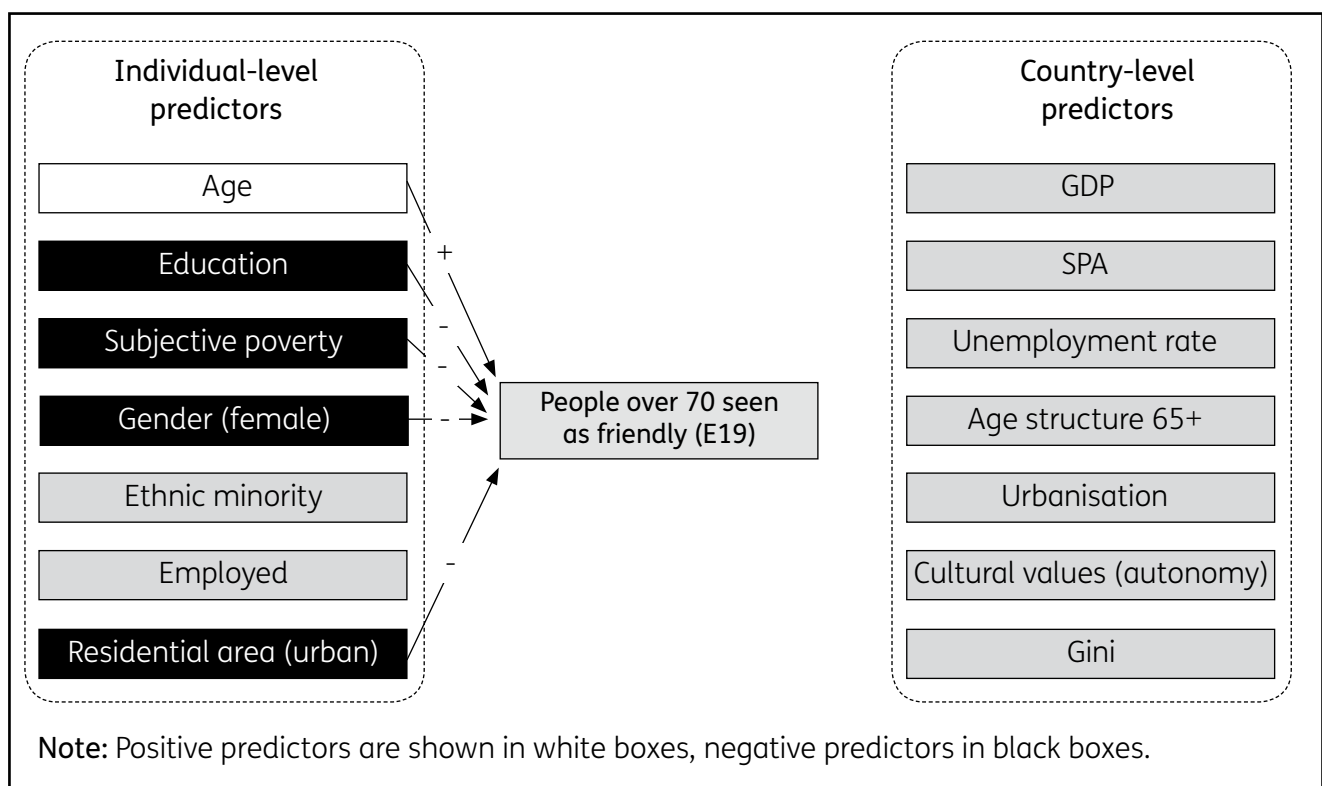 Individual-level
predictors
Age
Education
Subjective poverty
Gender (female)
Ethnic minority
Employed
Residential area (urban)
+
-
-
-
-
People over 70 seen
as friendly (E19)
Country-level
predictors
GDP
SPA
Unemployment rate
Age structure 65+
Urbanisation
Cultural values (autonomy)
Gini
Note: Positive predictors are shown in white boxes, negative predictors in black boxes.